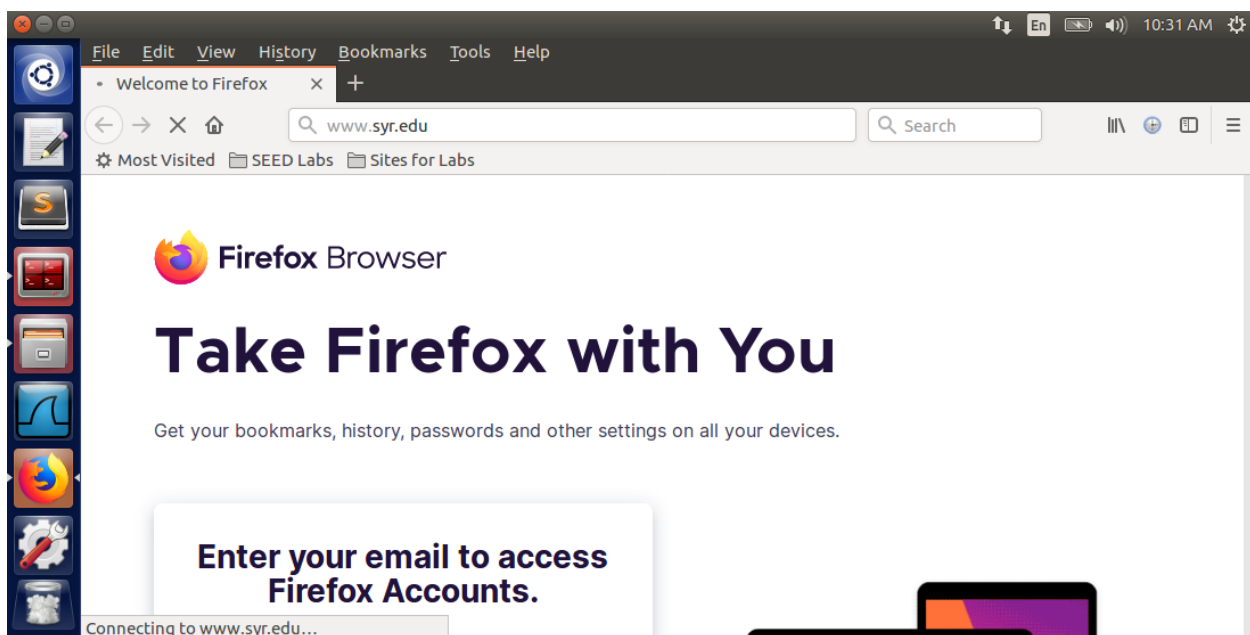 En 10:31 AM
File Edit View History Bookmarks Tools Help
Welcome to Firefox
www.syr.edu Search
Most Visited SEED Labs Sites for Labs
Firefox Browser
Take Firefox with You
Get your bookmarks, history, passwords and other settings on all your devices.
Enter your email to access
Firefox Accounts.
Connecting to www.syr.edu…